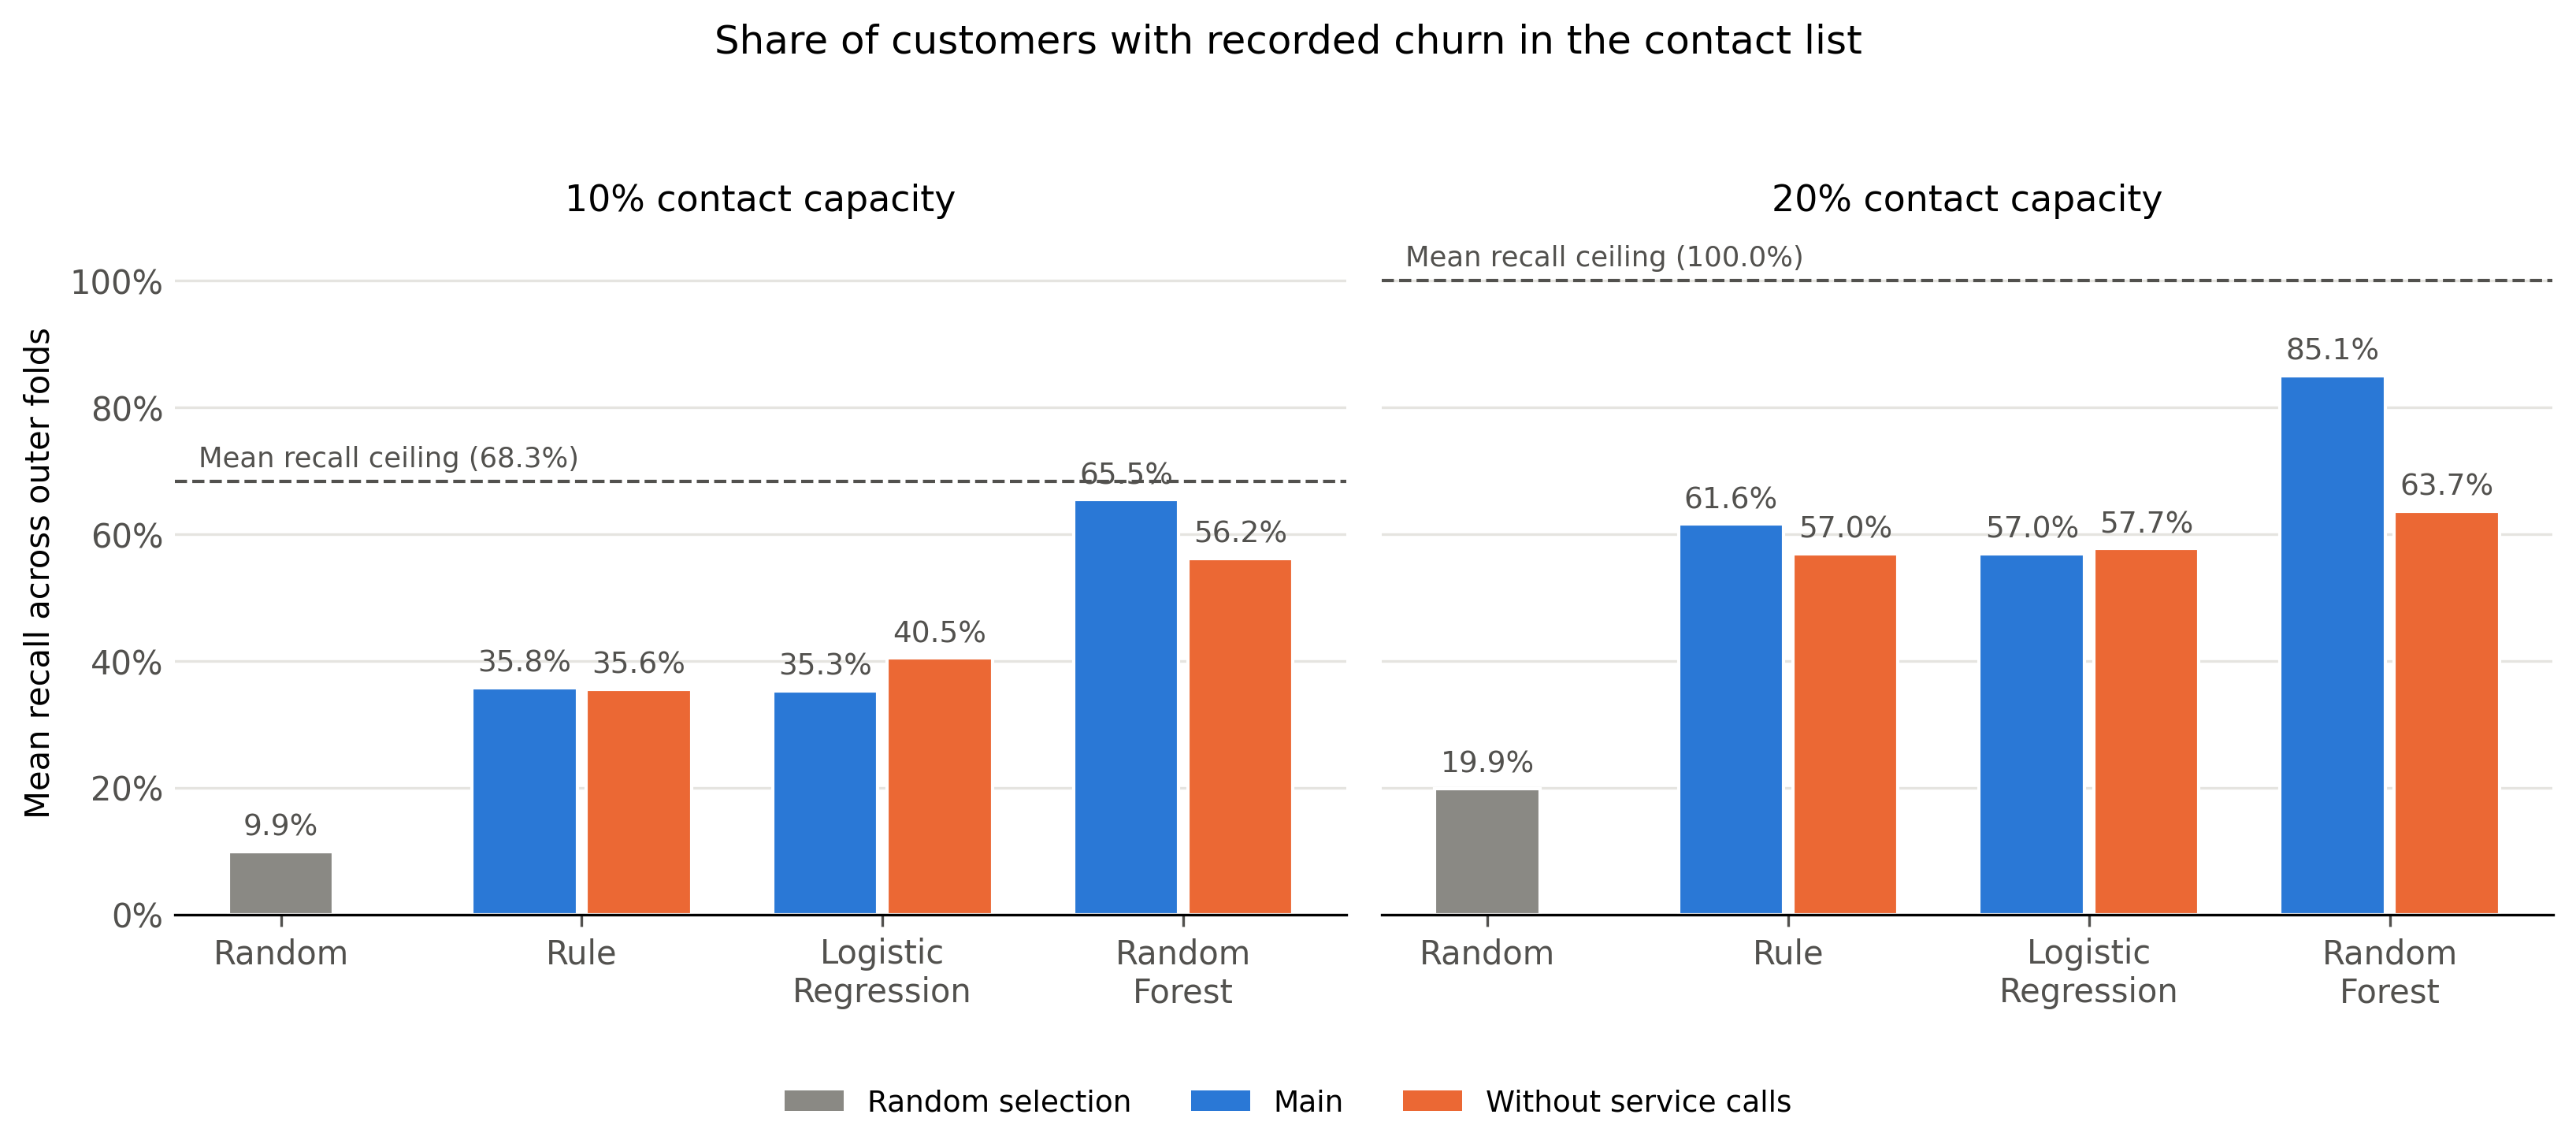 Share of customers with recorded churn in the contact list
10% contact capacity
Mean recall across outer folds
100%
80%
60%
40%
20%
0%
Mean recall ceiling (68.3%)
9.9%
35.8%
35.6%
35.3%
40.5%
65.5%
56.2%
Random
Rule
Logistic
Regression
Random
Forest
20% contact capacity
Mean recall ceiling (100.0%)
19.9%
61.6%
57.0%
57.0%
57.7%
85.1%
63.7%
Random
Rule
Logistic
Regression
Random
Forest
Random selection
Main
Without service calls